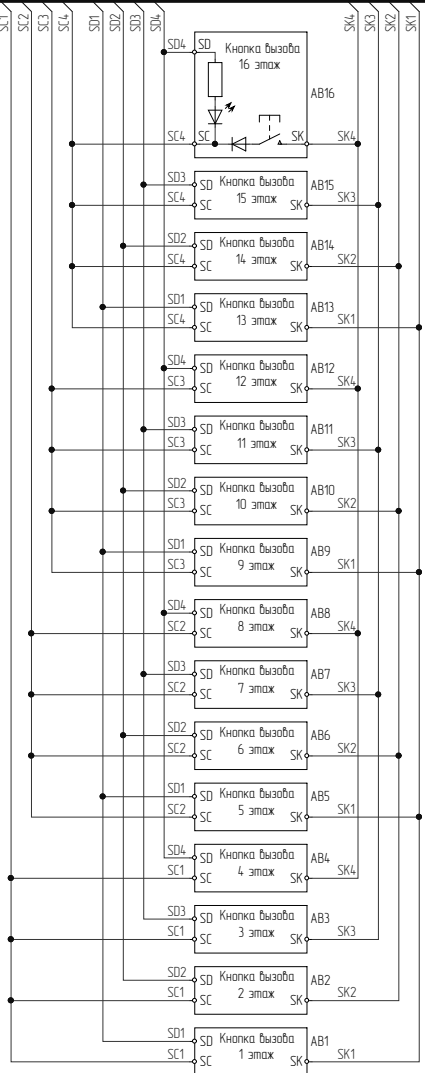 SC1 SC2 SC3 SC4 SD1 SD2 SD3 SD4 SK4 SK3 SK2 SK1
SD4 SD Кнопка вызова
16 этаж
AB16
SC4 SC SK SK4
SD3 SD Кнопка вызова AB15
SC4 SC 15 этаж SK SK3
SD2 SD Кнопка вызова AB14
SC4 SC 14 этаж SK SK2
SD1 SD Кнопка вызова AB13
SC4 SC 13 этаж SK SK1
SD4 SD Кнопка вызова AB12
SC3 SC 12 этаж SK SK4
SD3 SD Кнопка вызова AB11
SC3 SC 11 этаж SK SK3
SD2 SD Кнопка вызова AB10
SC3 SC 10 этаж SK SK2
SD1 SD Кнопка вызова AB9
SC3 SC 9 этаж SK SK1
SD4 SD Кнопка вызова AB8
SC2 SC 8 этаж SK SK4
SD3 SD Кнопка вызова AB7
SC2 SC 7 этаж SK SK3
SD2 SD Кнопка вызова AB6
SC2 SC 6 этаж SK SK2
SD1 SD Кнопка вызова AB5
SC2 SC 5 этаж SK SK1
SD4 SD Кнопка вызова AB4
SC1 SC 4 этаж SK SK4
SD3 SD Кнопка вызова AB3
SC1 SC 3 этаж SK SK3
SD2 SD Кнопка вызова AB2
SC1 SC 2 этаж SK SK2
SD1 SD Кнопка вызова AB1
SC1 SC 1 этаж SK SK1